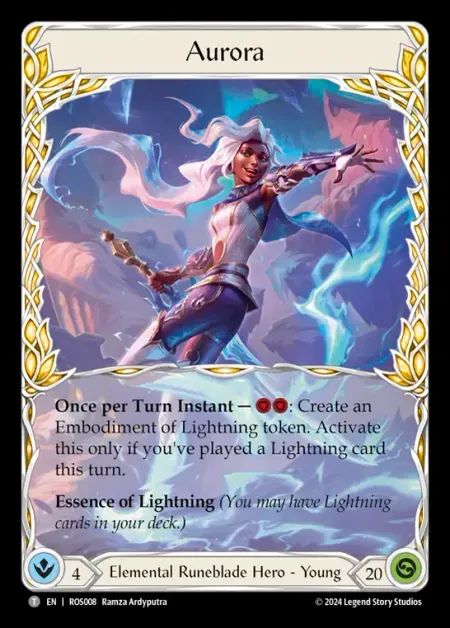 Aurora
Once per Turn Instant — : Create an
Embodiment of Lightning token. Activate
this only if you've played a Lightning card
this turn.
Essence of Lightning (You may have Lightning
cards in your deck.)
4 Elemental Runeblade Hero - Young 20
T EN | ROS008 Ramza Ardyputra © 2024 Legend Story Studios